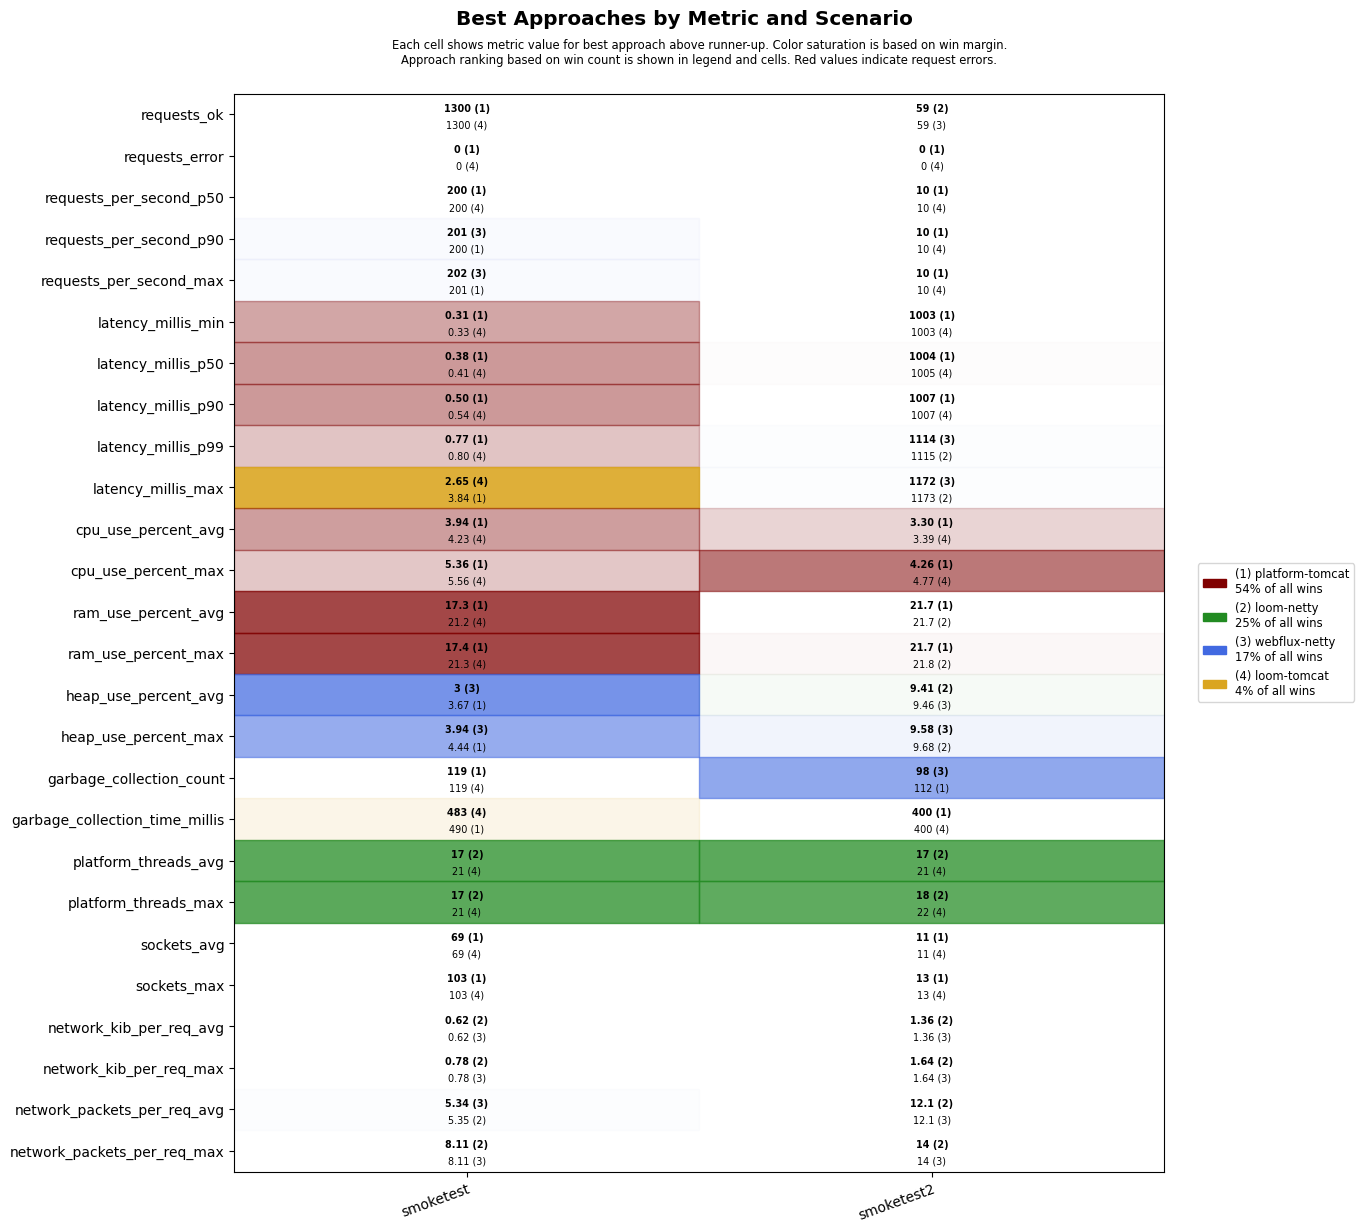 Best Approaches by Metric and Scenario
Each cell shows metric value for best approach above runner-up. Color saturation is based on win margin.
Approach ranking based on win count is shown in legend and cells. Red values indicate request errors.
requests_ok
1300 (1)
1300 (4)
59 (2)
59 (3)
requests_error
0 (1)
0 (4)
0 (1)
0 (4)
requests_per_second_p50
200 (1)
200 (4)
10 (1)
10 (4)
requests_per_second_p90
201 (3)
200 (1)
10 (1)
10 (4)
requests_per_second_max
202 (3)
201 (1)
10 (1)
10 (4)
latency_millis_min
0.31 (1)
0.33 (4)
1003 (1)
1003 (4)
latency_millis_p50
0.38 (1)
0.41 (4)
1004 (1)
1005 (4)
latency_millis_p90
0.50 (1)
0.54 (4)
1007 (1)
1007 (4)
latency_millis_p99
0.77 (1)
0.80 (4)
1114 (3)
1115 (2)
latency_millis_max
2.65 (4)
3.84 (1)
1172 (3)
1173 (2)
cpu_use_percent_avg
3.94 (1)
4.23 (4)
3.30 (1)
3.39 (4)
cpu_use_percent_max
5.36 (1)
5.56 (4)
4.26 (1)
4.77 (4)
ram_use_percent_avg
17.3 (1)
21.2 (4)
21.7 (1)
21.7 (2)
ram_use_percent_max
17.4 (1)
21.3 (4)
21.7 (1)
21.8 (2)
heap_use_percent_avg
3 (3)
3.67 (1)
9.41 (2)
9.46 (3)
heap_use_percent_max
3.94 (3)
4.44 (1)
9.58 (3)
9.68 (2)
garbage_collection_count
119 (1)
119 (4)
98 (3)
112 (1)
garbage_collection_time_millis
483 (4)
490 (1)
400 (1)
400 (4)
platform_threads_avg
17 (2)
21 (4)
17 (2)
21 (4)
platform_threads_max
17 (2)
21 (4)
18 (2)
22 (4)
sockets_avg
69 (1)
69 (4)
11 (1)
11 (4)
sockets_max
103 (1)
103 (4)
13 (1)
13 (4)
network_kib_per_req_avg
0.62 (2)
0.62 (3)
1.36 (2)
1.36 (3)
network_kib_per_req_max
0.78 (2)
0.78 (3)
1.64 (2)
1.64 (3)
network_packets_per_req_avg
5.34 (3)
5.35 (2)
12.1 (2)
12.1 (3)
network_packets_per_req_max
8.11 (2)
8.11 (3)
14 (2)
14 (3)
smoketest
smoketest2
(1) platform-tomcat
54% of all wins
(2) loom-netty
25% of all wins
(3) webflux-netty
17% of all wins
(4) loom-tomcat
4% of all wins